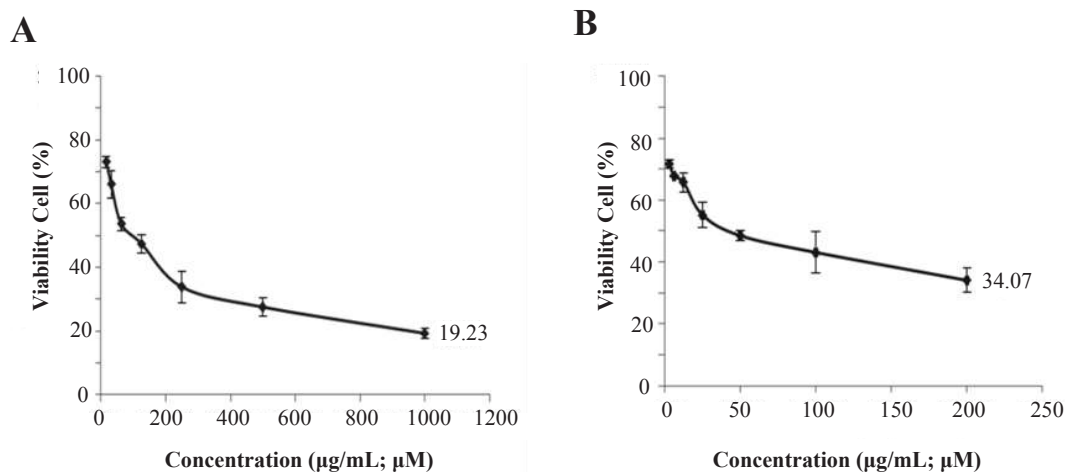 A
100
80
60
40
20
0
Viability Cell (%)
19.23
0 200 400 600 800 1000 1200
Concentration (µg/mL; µM)
B
100
80
60
40
20
0
Viability Cell (%)
34.07
0 50 100 150 200 250
Concentration (µg/mL; µM)